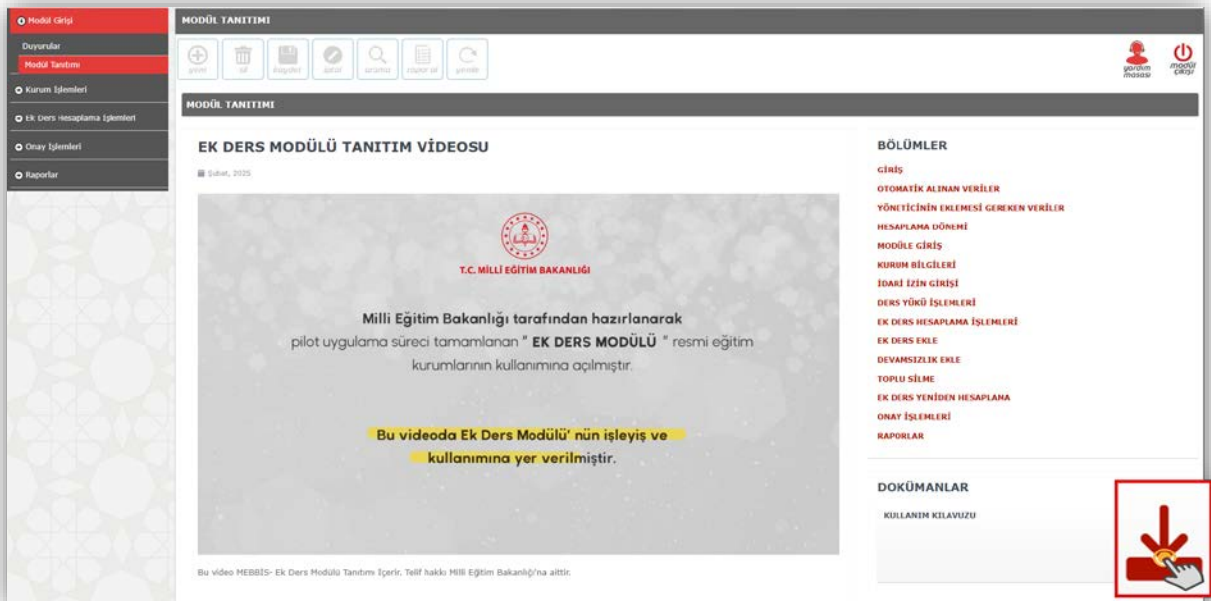 Modül Girişi
Duyurular
Modül Tanıtımı
Kurum İşlemleri
Ek Ders Hesaplama İşlemleri
Onay İşlemleri
Raporlar
MODÜL TANITIMI
yeni
sil
kaydet
iptal
arama
rapor al
yenile
yardım
masası
modül
çıkışı
MODÜL TANITIMI
EK DERS MODÜLÜ TANITIM VİDEOSU
Şubat, 2025
T.C. MİLLÎ EĞİTİM BAKANLIĞI
Milli Eğitim Bakanlığı tarafından hazırlanarak
pilot uygulama süreci tamamlanan " EK DERS MODÜLÜ " resmi eğitim
kurumlarının kullanımına açılmıştır.
Bu videoda Ek Ders Modülü' nün işleyiş ve
kullanımına yer verilmiştir.
Bu video MEBBİS- Ek Ders Modülü Tanıtımı İçerir. Telif hakkı Milli Eğitim Bakanlığı'na aittir.
BÖLÜMLER
GİRİŞ
OTOMATİK ALINAN VERİLER
YÖNETİCİNİN EKLEMESİ GEREKEN VERİLER
HESAPLAMA DÖNEMİ
MODÜLE GİRİŞ
KURUM BİLGİLERİ
İDARİ İZİN GİRİŞİ
DERS YÜKÜ İŞLEMLERİ
EK DERS HESAPLAMA İŞLEMLERİ
EK DERS EKLE
DEVAMSIZLIK EKLE
TOPLU SİLME
EK DERS YENİDEN HESAPLAMA
ONAY İŞLEMLERİ
RAPORLAR
DOKÜMANLAR
KULLANIM KILAVUZU